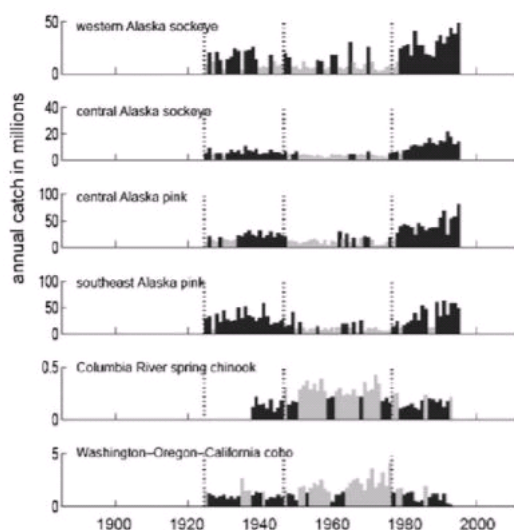 annual catch in millions
western Alaska sockeye
50
0
central Alaska sockeye
40
20
0
central Alaska pink
100
50
0
southeast Alaska pink
100
50
0
Columbia River spring chinook
0.5
0
Washington–Oregon–California coho
5
0
1900 1920 1940 1960 1980 2000